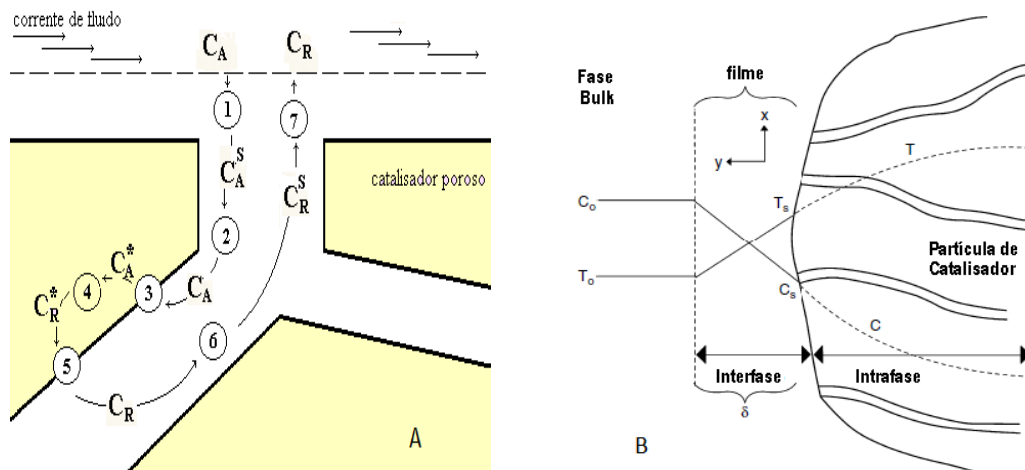 corrente de fluido
C_A
C_R
1
7
C_A^S
C_R^S
catalisador poroso
2
C_A^*
4
3
C_A
C_R^*
6
5
C_R
A
Fase
Bulk
filme
x
y
T
C_o
T_s
T_o
Partícula de
Catalisador
C_s
C
Interfase
Intrafase
δ
B